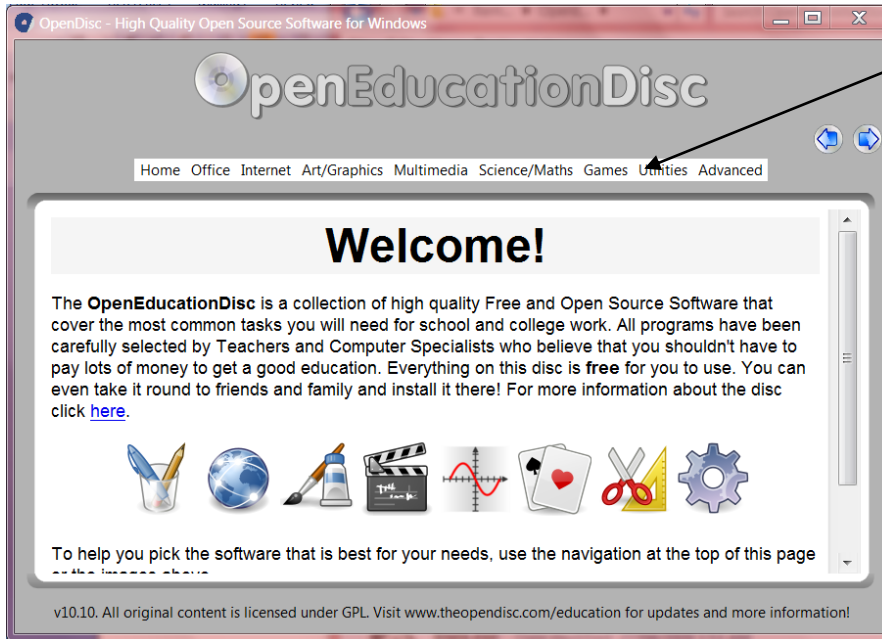 OpenDisc - High Quality Open Source Software for Windows
OpenEducationDisc
Home Office Internet Art/Graphics Multimedia Science/Maths Games Utilities Advanced
Welcome!
The OpenEducationDisc is a collection of high quality Free and Open Source Software that
cover the most common tasks you will need for school and college work. All programs have been
carefully selected by Teachers and Computer Specialists who believe that you shouldn't have to
pay lots of money to get a good education. Everything on this disc is free for you to use. You can
even take it round to friends and family and install it there! For more information about the disc
click here.
To help you pick the software that is best for your needs, use the navigation at the top of this page
or the images above
v10.10. All original content is licensed under GPL. Visit www.theopendisc.com/education for updates and more information!